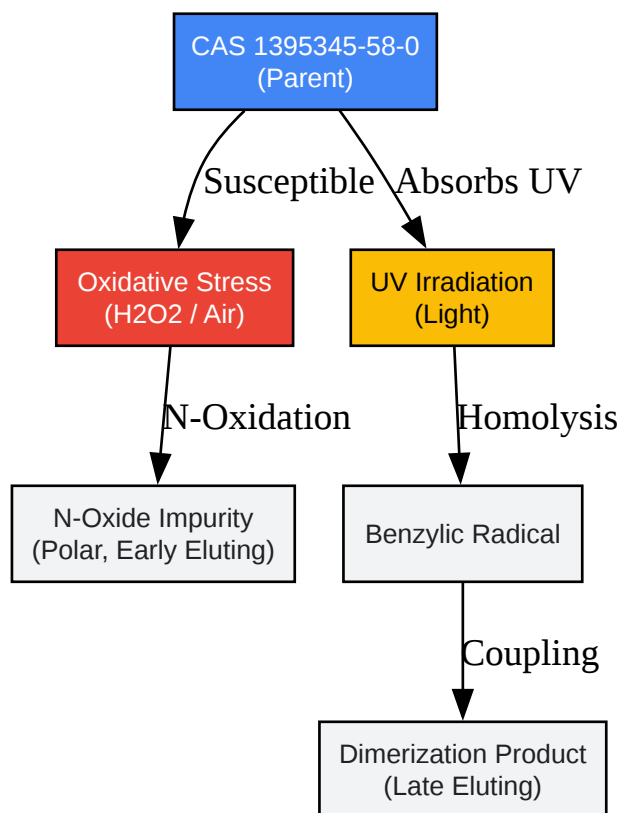 CAS 1395345-58-0
(Parent)
Susceptible
Absorbs UV
Oxidative Stress
(H2O2 / Air)
UV Irradiation
(Light)
N-Oxidation
Homolysis
N-Oxide Impurity
(Polar, Early Eluting)
Benzylic Radical
Coupling
Dimerization Product
(Late Eluting)